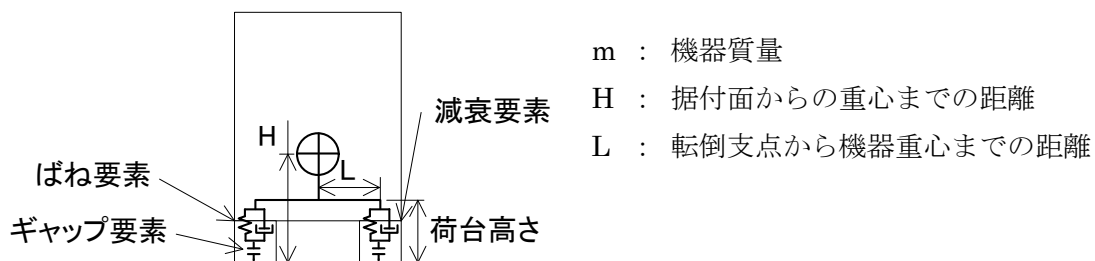 H
L
減衰要素
ばね要素
ギャップ要素
荷台高さ
m : 機器質量
H : 据付面からの重心までの距離
L : 転倒支点から機器重心までの距離